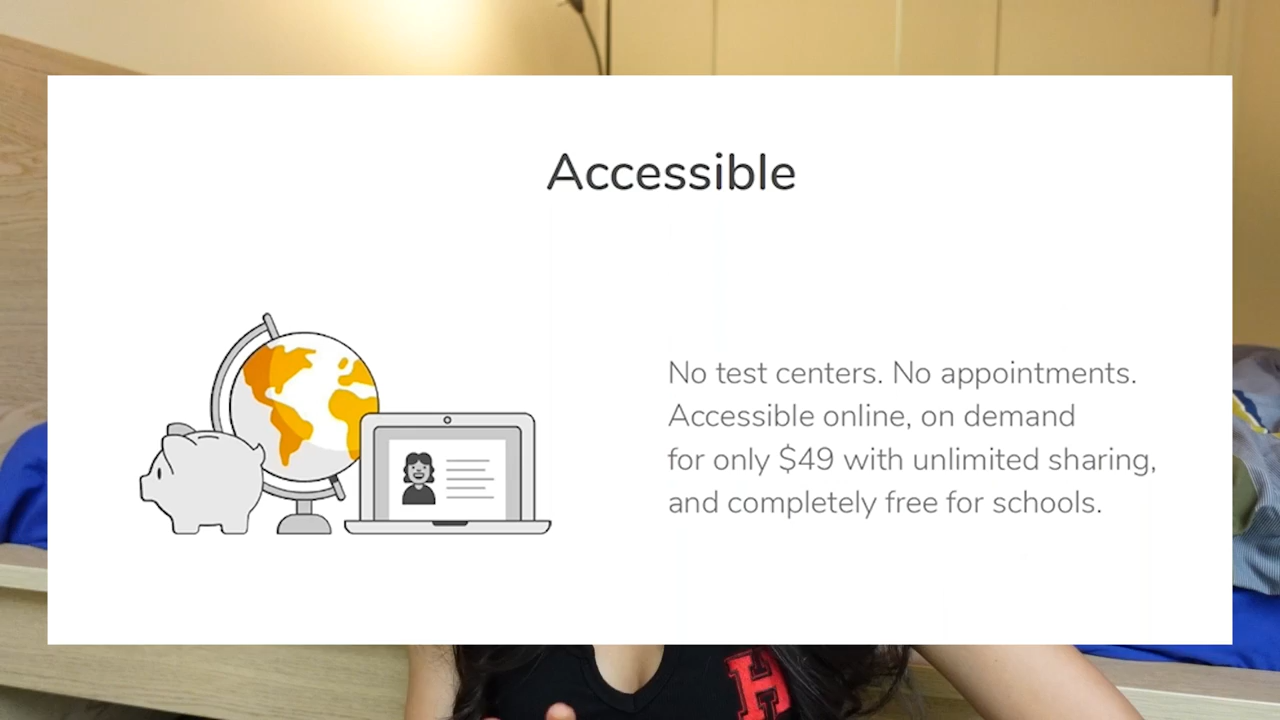 Accessible
No test centers. No appointments.
Accessible online, on demand
for only $49 with unlimited sharing,
and completely free for schools.
H